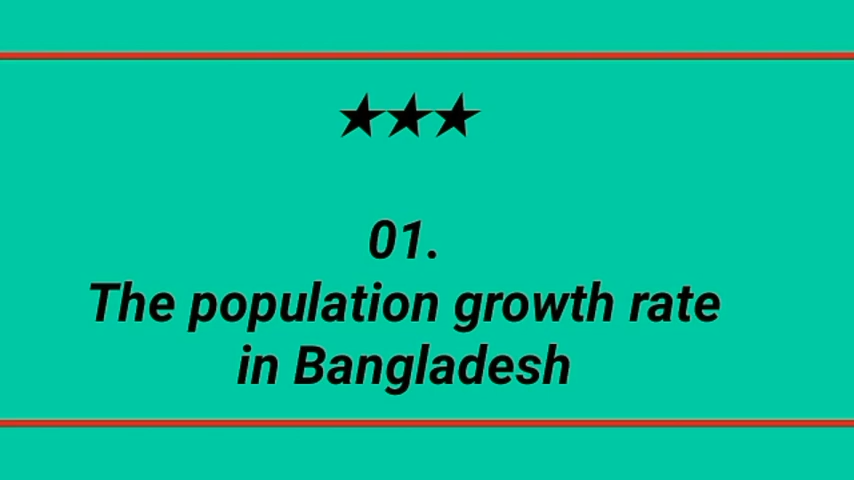 ★★★
01.
The population growth rate
in Bangladesh